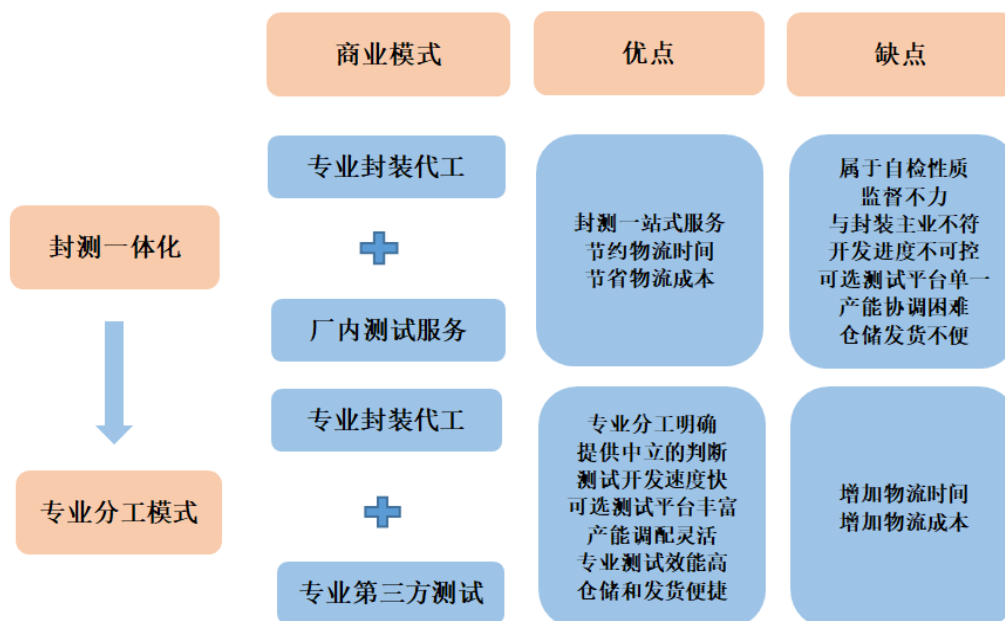 商业模式
优点
缺点
封测一体化
专业封装代工
厂内测试服务
封测一站式服务
节约物流时间
节省物流成本
属于自检性质
监督不力
与封装主业不符
开发进度不可控
可选测试平台单一
产能协调困难
仓储发货不便
专业分工模式
专业封装代工
专业第三方测试
专业分工明确
提供中立的判断
测试开发速度快
可选测试平台丰富
产能调配灵活
专业测试效能高
仓储和发货便捷
增加物流时间
增加物流成本